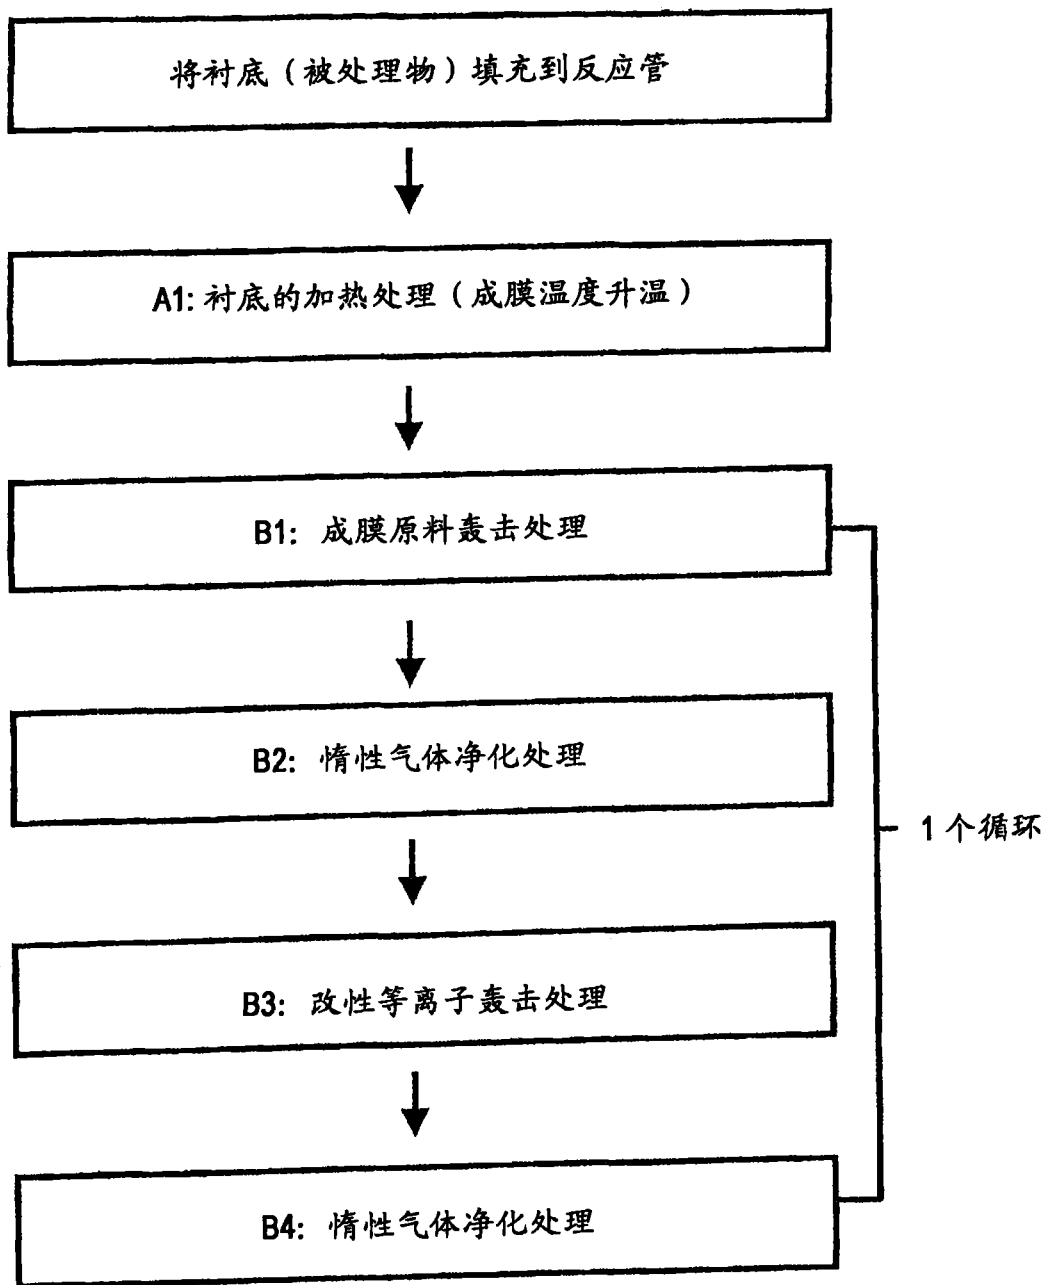 将衬底（被处理物）填充到反应管
A1: 衬底的加热处理（成膜温度升温）
B1: 成膜原料轰击处理
B2: 惰性气体净化处理
1个循环
B3: 改性等离子轰击处理
B4: 惰性气体净化处理